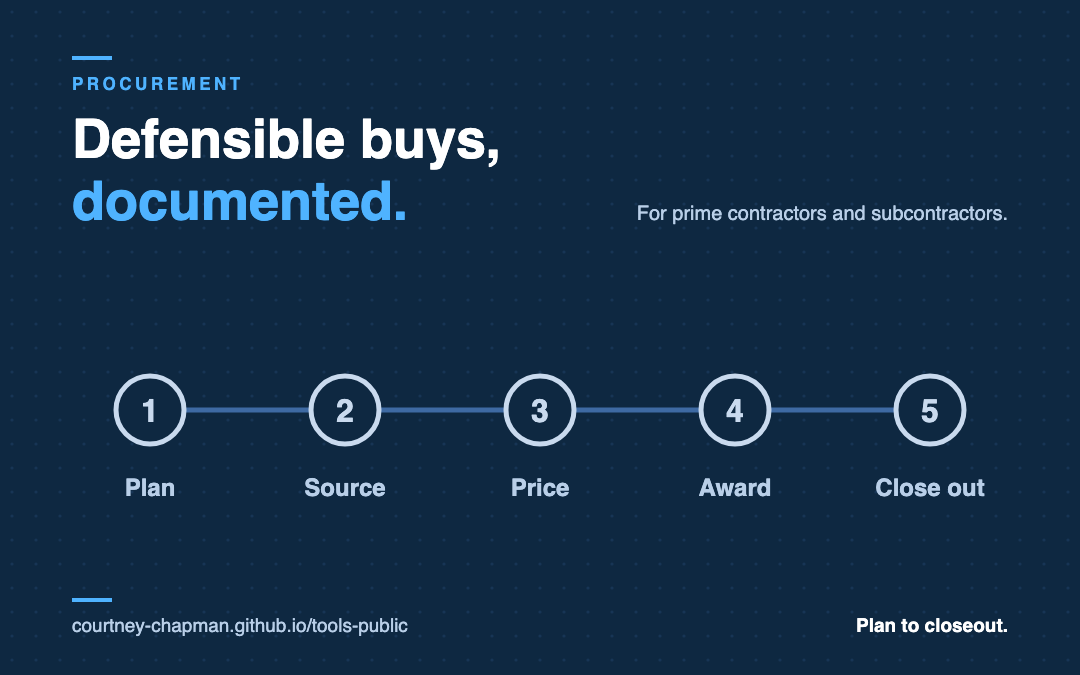 PROCUREMENT
Defensible buys,
documented.
For prime contractors and subcontractors.
1
2
3
4
5
Plan
Source
Price
Award
Close out
courtney-chapman.github.io/tools-public
Plan to closeout.